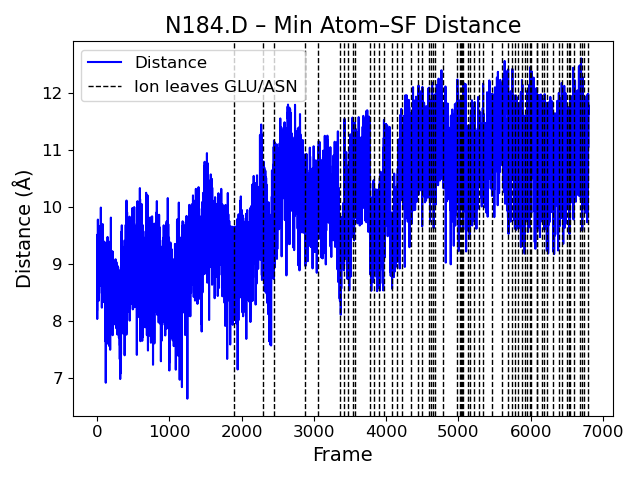 N184.D – Min Atom–SF Distance
Distance
Ion leaves GLU/ASN
Distance (Å)
12
11
10
9
8
7
0 1000 2000 3000 4000 5000 6000 7000
Frame